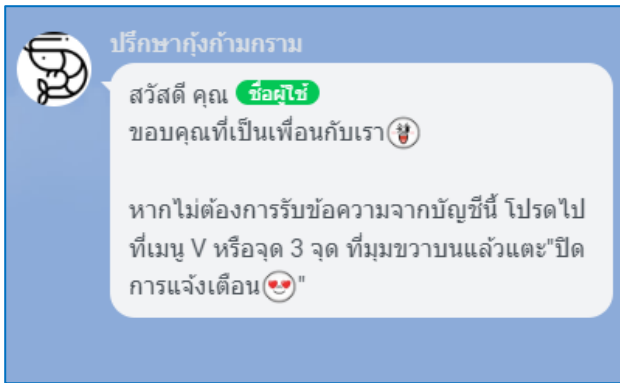 ปรึกษากุ้งก้ามกราม
สวัสดี คุณ ชื่อผู้ใช้
ขอบคุณที่เป็นเพื่อนกับเรา
หากไม่ต้องการรับข้อความจากบัญชีนี้ โปรดไป
ที่เมนู V หรือจุด 3 จุด ที่มุมขวาบนแล้วแตะ"ปิด
การแจ้งเตือน"